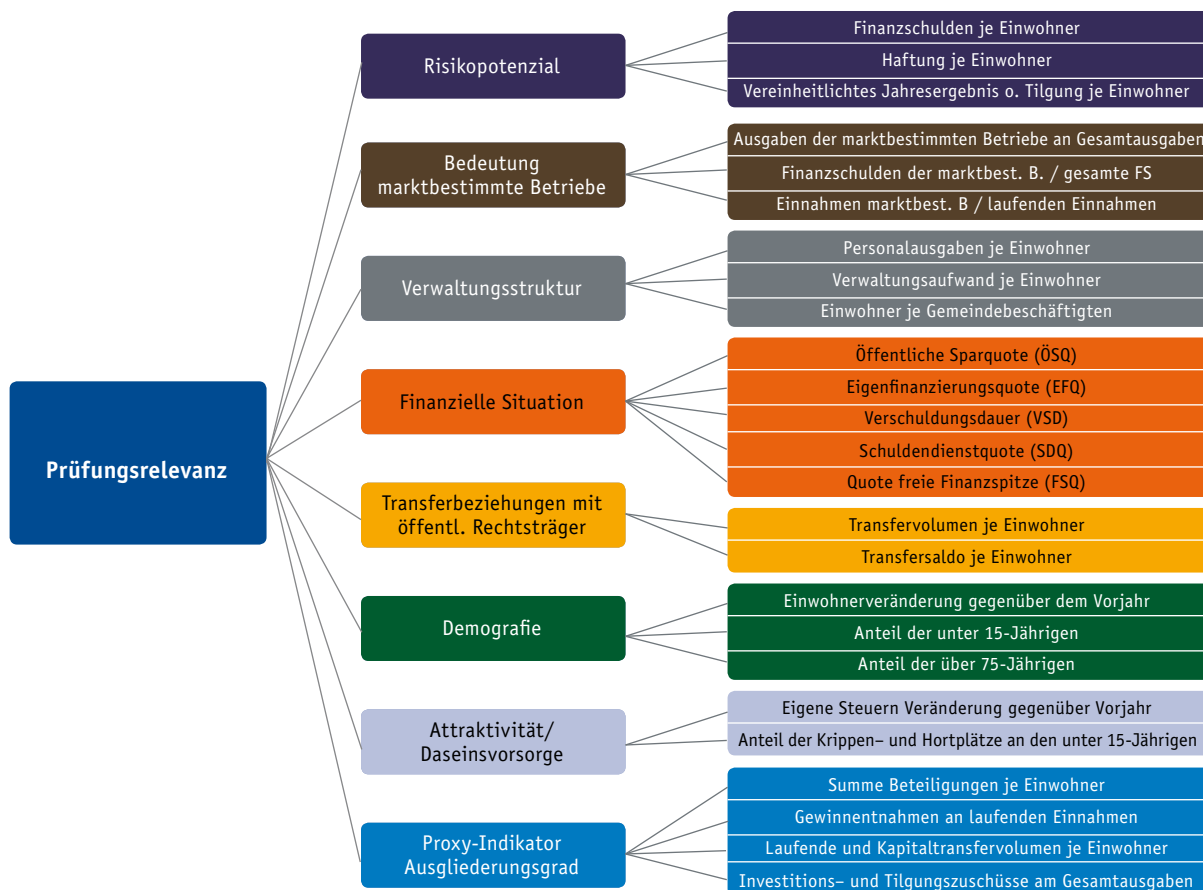 Prüfungsrelevanz
Risikopotenzial
Finanzschulden je Einwohner
Haftung je Einwohner
Vereinheitlichtes Jahresergebnis o. Tilgung je Einwohner
Bedeutung
marktbestimmte Betriebe
Ausgaben der marktbestimmten Betriebe an Gesamtausgaben
Finanzschulden der marktbest. B. / gesamte FS
Einnahmen marktbest. B / laufenden Einnahmen
Verwaltungsstruktur
Personalausgaben je Einwohner
Verwaltungsaufwand je Einwohner
Einwohner je Gemeindebeschäftigten
Finanzielle Situation
Öffentliche Sparquote (ÖSQ)
Eigenfinanzierungsquote (EFQ)
Verschuldungsdauer (VSD)
Schuldendienstquote (SDQ)
Quote freie Finanzspitze (FSQ)
Transferbeziehungen mit
öffentl. Rechtsträger
Transfervolumen je Einwohner
Transfersaldo je Einwohner
Demografie
Einwohnerveränderung gegenüber dem Vorjahr
Anteil der unter 15-Jährigen
Anteil der über 75-Jährigen
Attraktivität/
Daseinsvorsorge
Eigene Steuern Veränderung gegenüber Vorjahr
Anteil der Krippen– und Hortplätze an den unter 15-Jährigen
Proxy-Indikator
Ausgliederungsgrad
Summe Beteiligungen je Einwohner
Gewinnentnahmen an laufenden Einnahmen
Laufende und Kapitaltransfervolumen je Einwohner
Investitions– und Tilgungszuschüsse am Gesamtausgaben